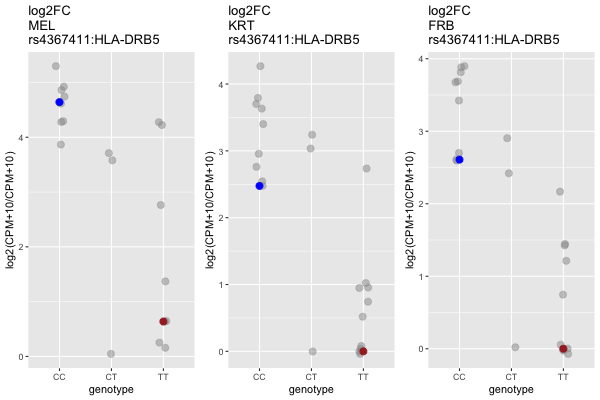 log2FC
MEL
rs4367411:HLA-DRB5
log2(CPM+10/CPM+10)
4
2
0
CC
CT
TT
genotype
log2FC
KRT
rs4367411:HLA-DRB5
log2(CPM+10/CPM+10)
4
3
2
1
0
CC
CT
TT
genotype
log2FC
FRB
rs4367411:HLA-DRB5
log2(CPM+10/CPM+10)
4
3
2
1
0
CC
CT
TT
genotype